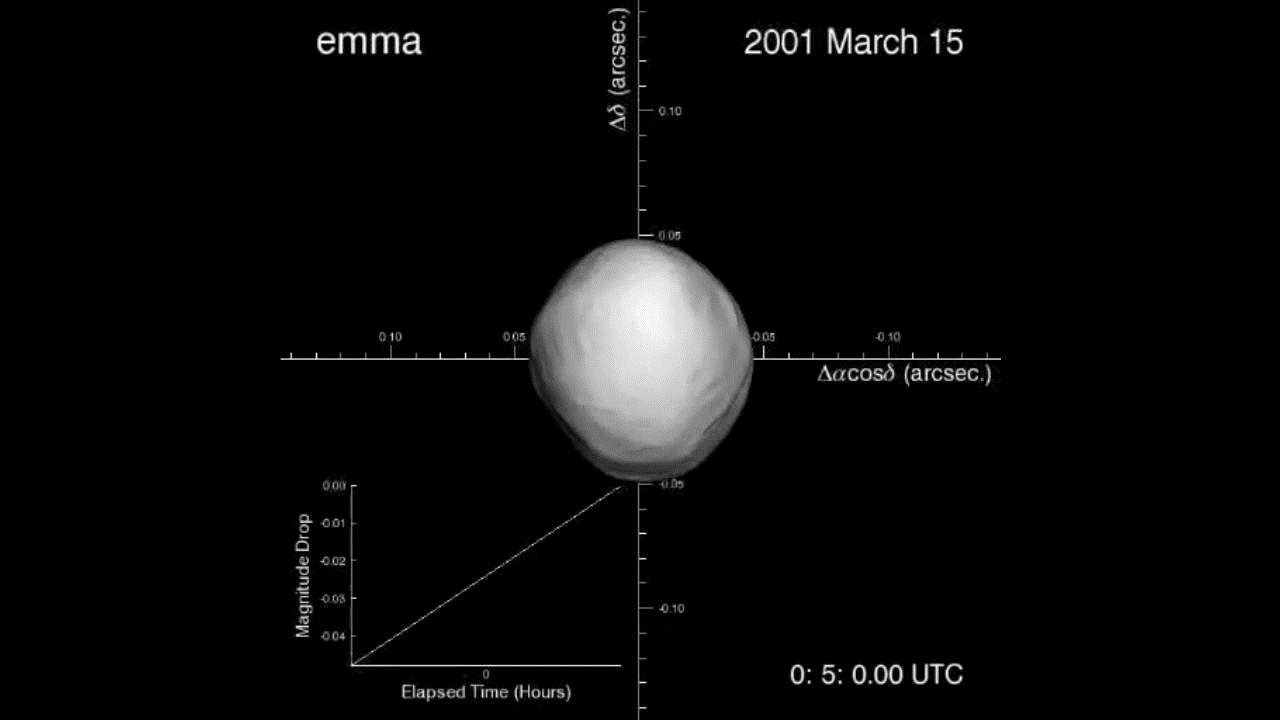 emma
2001 March 15
Δδ (arcsec.)
0.10
0.05
0.10
0.05
-0.05
-0.10
Δαcosδ (arcsec.)
-0.05
-0.10
0.00
-0.01
-0.02
-0.03
-0.04
Magnitude Drop
0
Elapsed Time (Hours)
0: 5: 0.00 UTC